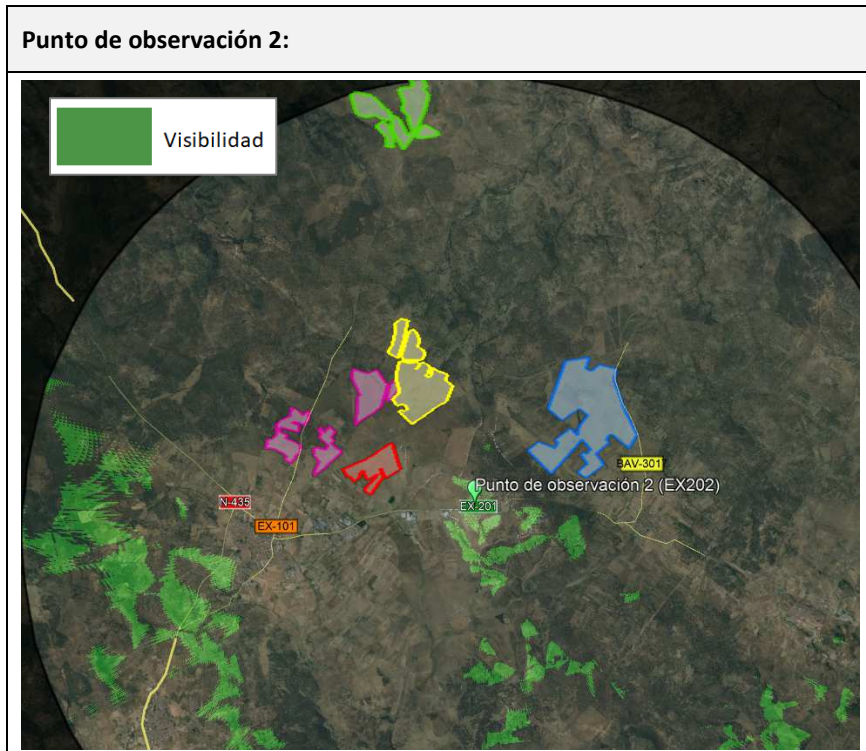 Punto de observación 2:
Visibilidad
BAV-301
Punto de observación 2 (EX202)
N-435
EX-201
EX-101